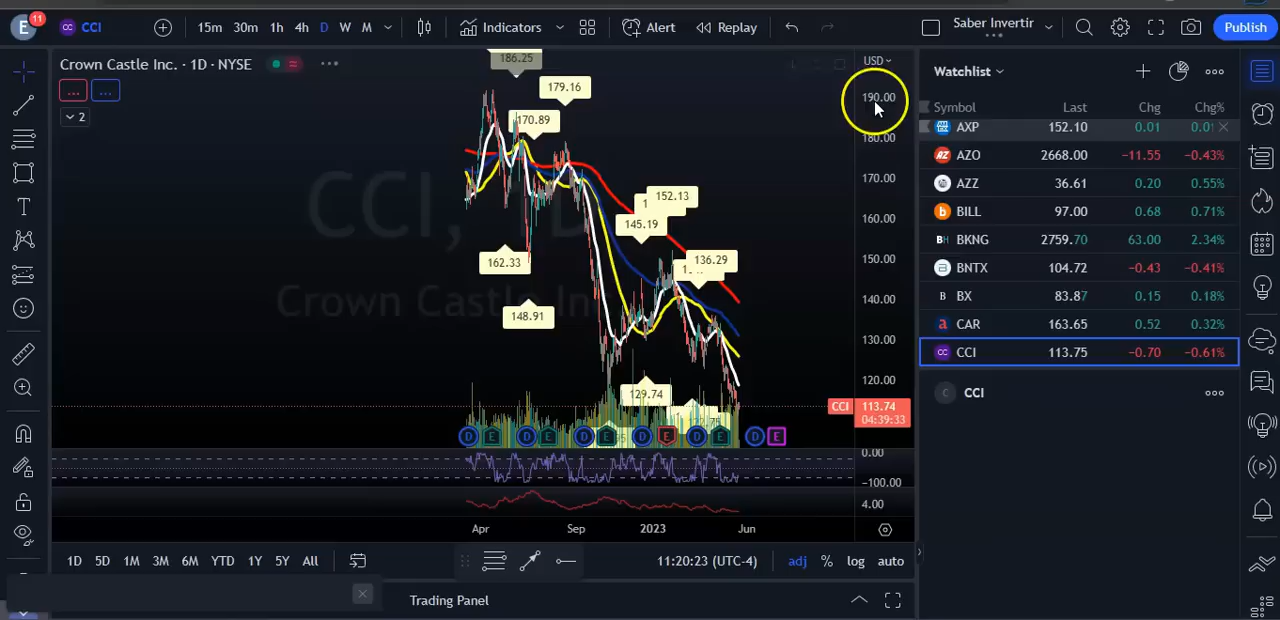 E 11 CCI 15m 30m 1h 4h D W M Indicators Alert Replay Saber Invertir Publish
Crown Castle Inc. · 1D · NYSE
... ...
2
USD
190.00
180.00
170.00
160.00
150.00
140.00
130.00
120.00
CCI 113.74
04:39:33
0.00
−100.00
4.00
CCI, 1D
Crown Castle Inc
186.25
179.16
170.89
162.33
148.91
152.13
145.19
136.29
129.74
D E D E D E D E D E D E
Apr Sep 2023 Jun
1D 5D 1M 3M 6M YTD 1Y 5Y All
11:20:23 (UTC-4) adj % log auto
Trading Panel
Watchlist
Symbol Last Chg Chg%
AXP 152.10 0.01
AZO 2668.00 −11.55 −0.43%
AZZ 36.61 0.20 0.55%
BILL 97.00 0.68 0.71%
BKNG 2759.70 63.00 2.34%
BNTX 104.72 −0.43 −0.41%
B BX 83.87 0.15 0.18%
CAR 163.65 0.52 0.32%
CCI 113.75 −0.70 −0.61%
C CCI